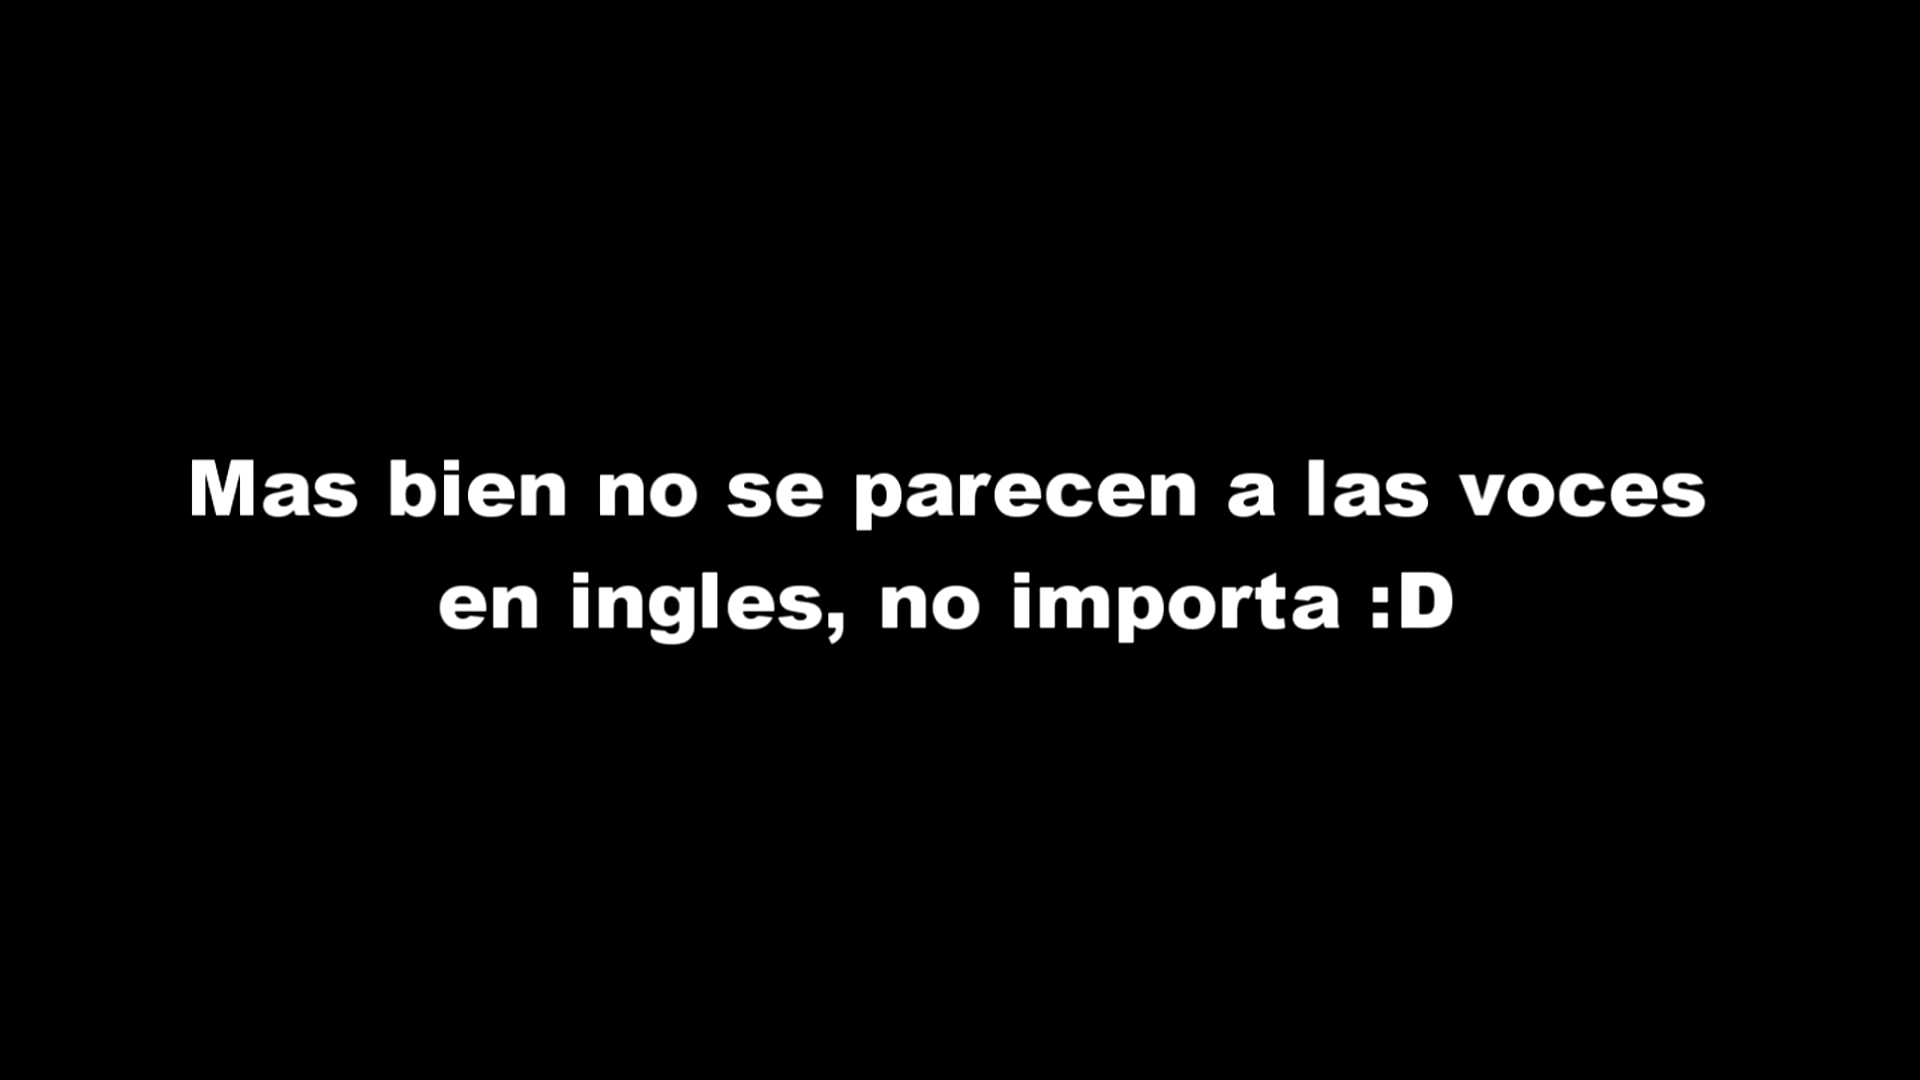 Mas bien no se parecen a las voces
en ingles, no importa :D